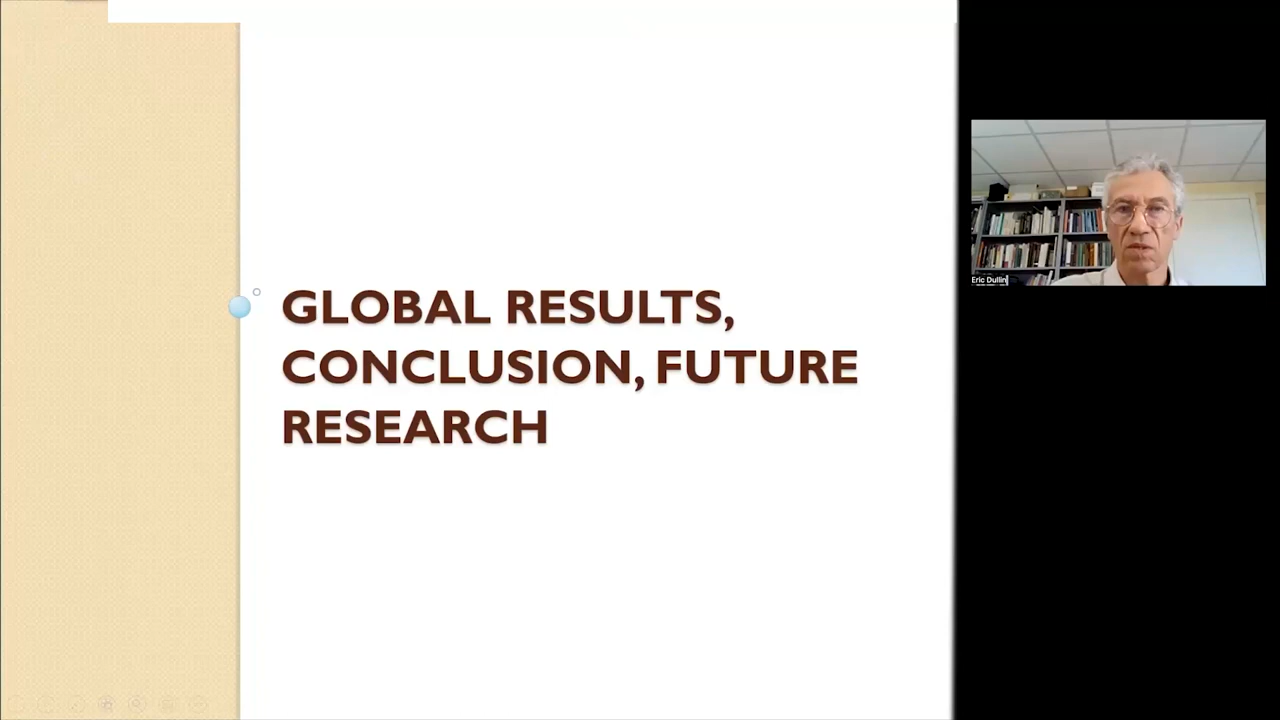 GLOBAL RESULTS,
CONCLUSION, FUTURE
RESEARCH
Eric Dullin